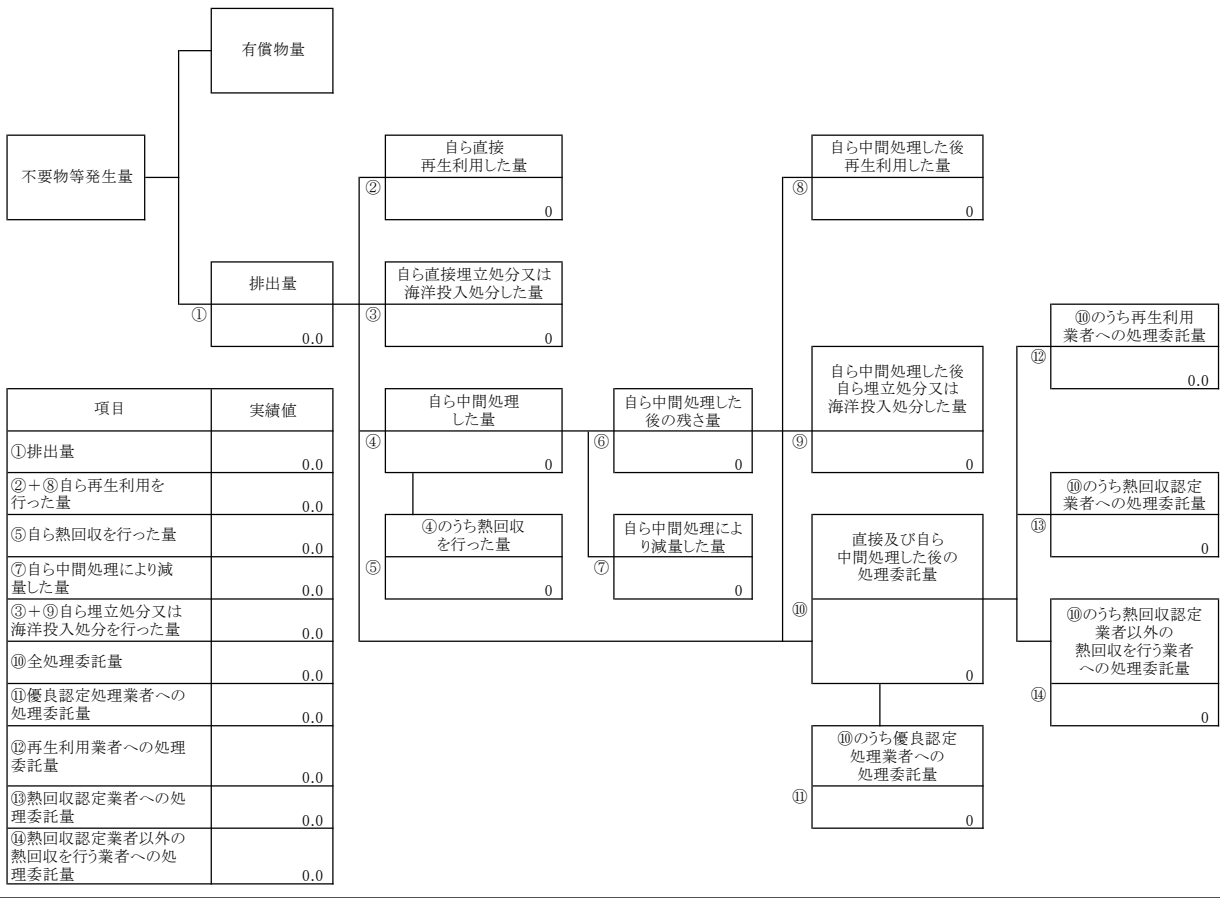 有償物量
不要物等発生量
排出量
①
0.0
自ら直接
再生利用した量
②
0
自ら直接埋立処分又は
海洋投入処分した量
③
0
自ら中間処理
した量
④
0
④のうち熱回収
を行った量
⑤
0
自ら中間処理した
後の残さ量
⑥
0
自ら中間処理によ
り減量した量
⑦
0
自ら中間処理した後
再生利用した量
⑧
0
自ら中間処理した後
自ら埋立処分又は
海洋投入処分した量
⑨
0
直接及び自ら
中間処理した後の
処理委託量
⑩
0
⑩のうち優良認定
処理業者への
処理委託量
⑪
0
⑩のうち再生利用
業者への処理委託量
⑫
0.0
⑩のうち熱回収認定
業者への処理委託量
⑬
0
⑩のうち熱回収認定
業者以外の
熱回収を行う業者
への処理委託量
⑭
0
項目 実績値
①排出量
0.0
②+⑧自ら再生利用を
行った量
0.0
⑤自ら熱回収を行った量
0.0
⑦自ら中間処理により減
量した量
0.0
③+⑨自ら埋立処分又は
海洋投入処分を行った量
0.0
⑩全処理委託量
0.0
⑪優良認定処理業者への
処理委託量
0.0
⑫再生利用業者への処理
委託量
0.0
⑬熱回収認定業者への処
理委託量
0.0
⑭熱回収認定業者以外の
熱回収を行う業者への処
理委託量
0.0